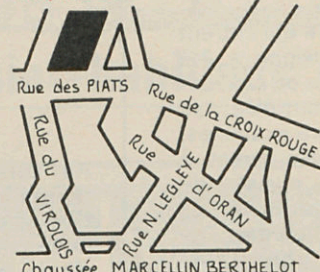 Rue des PIATS
Rue de la CROIX ROUGE
Rue du VIROLOIS
Rue d'ORAN
Rue N. LEGLEYE
Chaussée MARCELLIN BERTHELOT